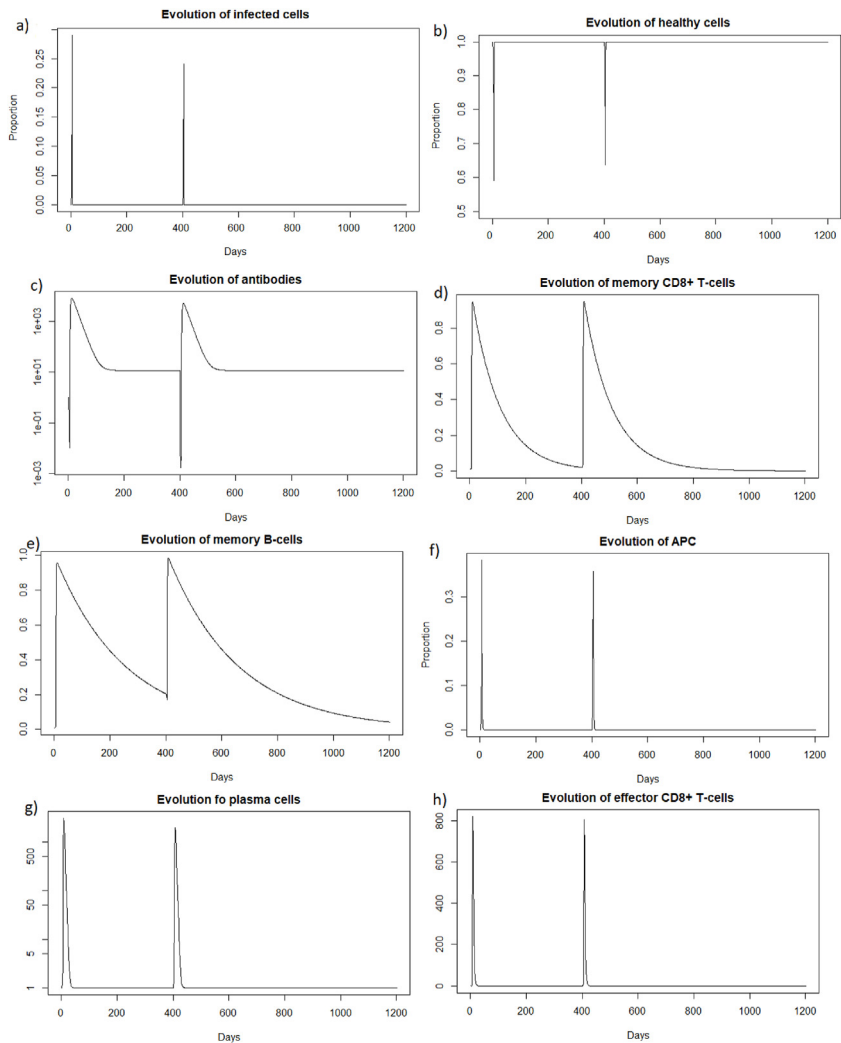 a)
Evolution of infected cells
Proportion
0.00 0.05 0.10 0.15 0.20 0.25
0 200 400 600 800 1000 1200
Days
b)
Evolution of healthy cells
Proportion
0.5 0.6 0.7 0.8 0.9 1.0
0 200 400 600 800 1000 1200
Days
c)
Evolution of antibodies
1e-03 1e-01 1e+01 1e+03
0 200 400 600 800 1000 1200
Days
d)
Evolution of memory CD8+ T-cells
0.0 0.2 0.4 0.6 0.8
0 200 400 600 800 1000 1200
Days
e)
Evolution of memory B-cells
0.0 0.2 0.4 0.6 0.8 1.0
0 200 400 600 800 1000 1200
Days
f)
Evolution of APC
Proportion
0.0 0.1 0.2 0.3
0 200 400 600 800 1000 1200
Days
g)
Evolution fo plasma cells
1 5 50 500
0 200 400 600 800 1000 1200
Days
h)
Evolution of effector CD8+ T-cells
0 200 400 600 800
0 200 400 600 800 1000 1200
Days